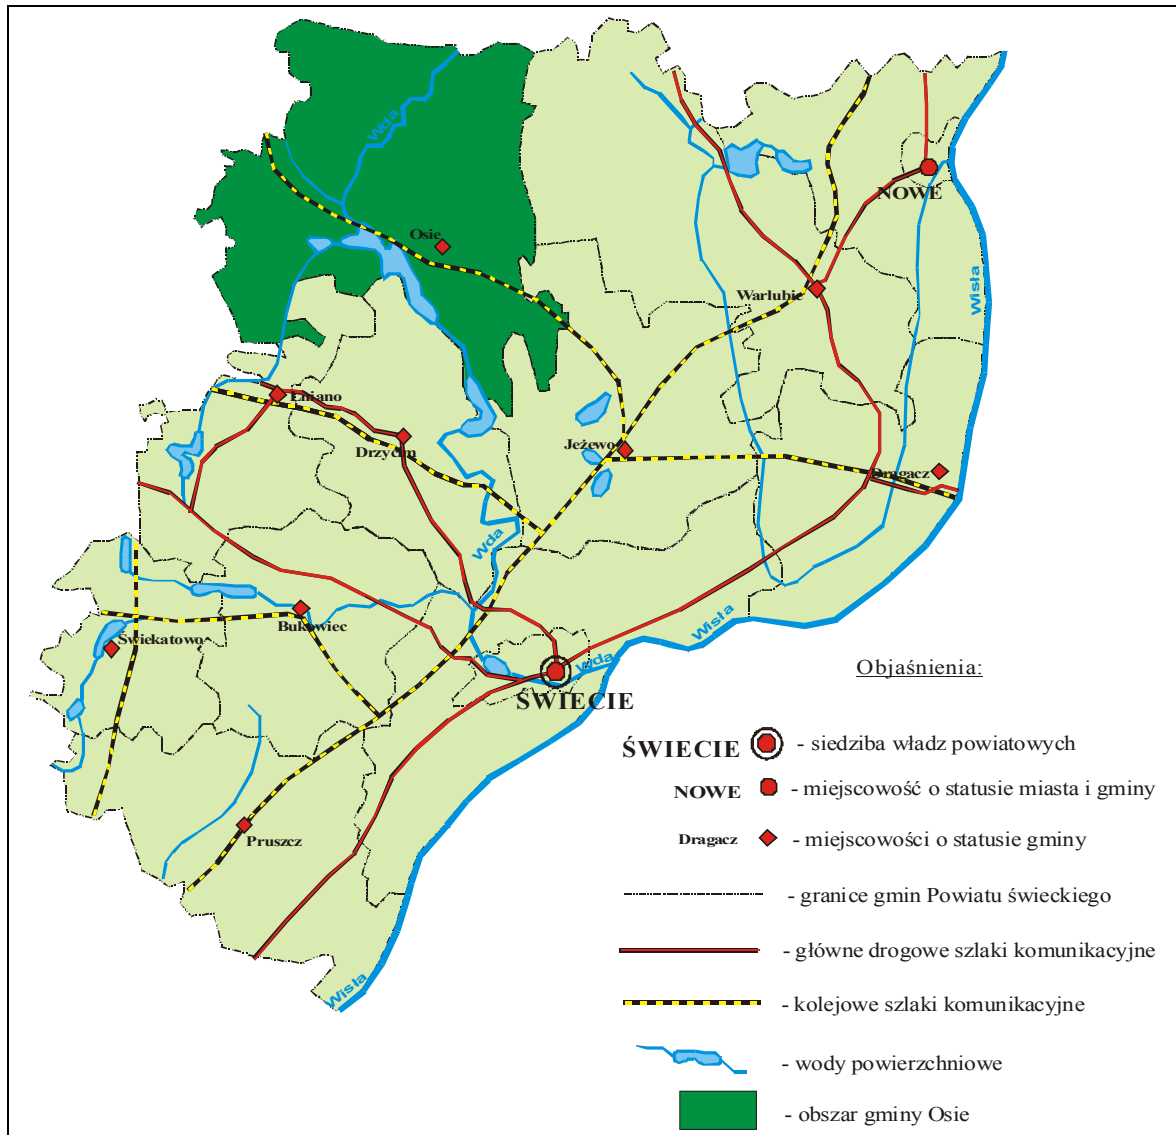 Wda
NOWE
Osie
Wisła
Warlubie
Łniano
Drzycim
Jeżewo
Dragacz
Wda
Bukowiec
Świekatowo
Wisła
Wda
ŚWIECIE
Pruszcz
Wisła
Objaśnienia:
ŚWIECIE - siedziba władz powiatowych
NOWE - miejscowość o statusie miasta i gminy
Dragacz - miejscowości o statusie gminy
- granice gmin Powiatu świeckiego
- główne drogowe szlaki komunikacyjne
- kolejowe szlaki komunikacyjne
- wody powierzchniowe
- obszar gminy Osie